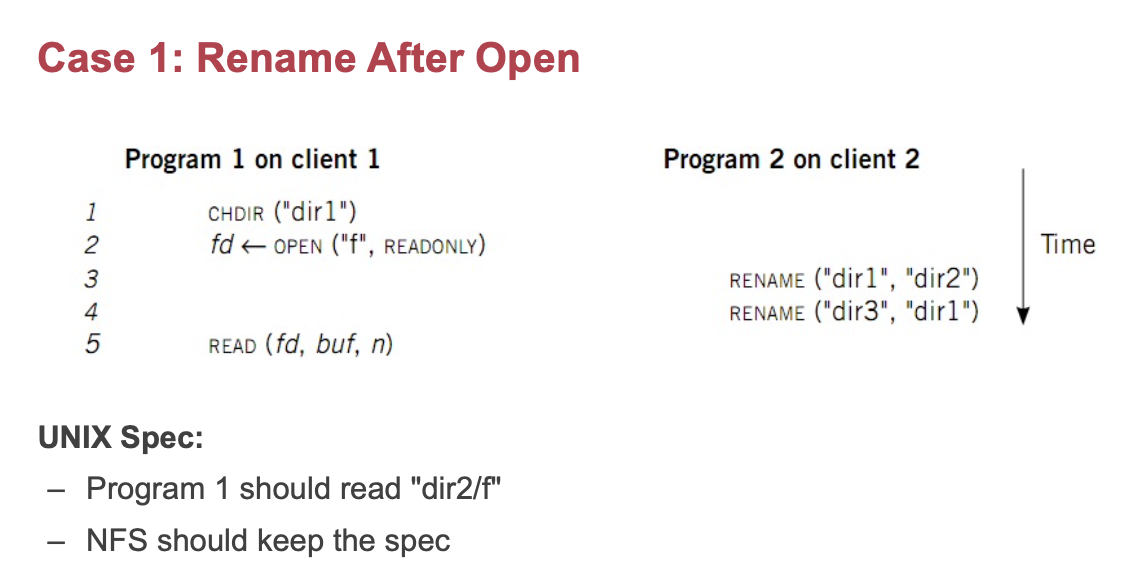 Case 1: Rename After Open
Program 1 on client 1 Program 2 on client 2
1 CHDIR ("dir1")
2 fd ← OPEN ("f", READONLY) Time
3 RENAME ("dir1", "dir2")
4 RENAME ("dir3", "dir1")
5 READ (fd, buf, n)
UNIX Spec:
– Program 1 should read "dir2/f"
– NFS should keep the spec